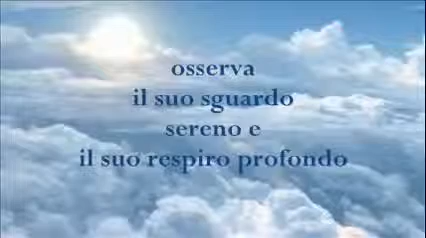 osserva
il suo sguardo
sereno e
il suo respiro profondo